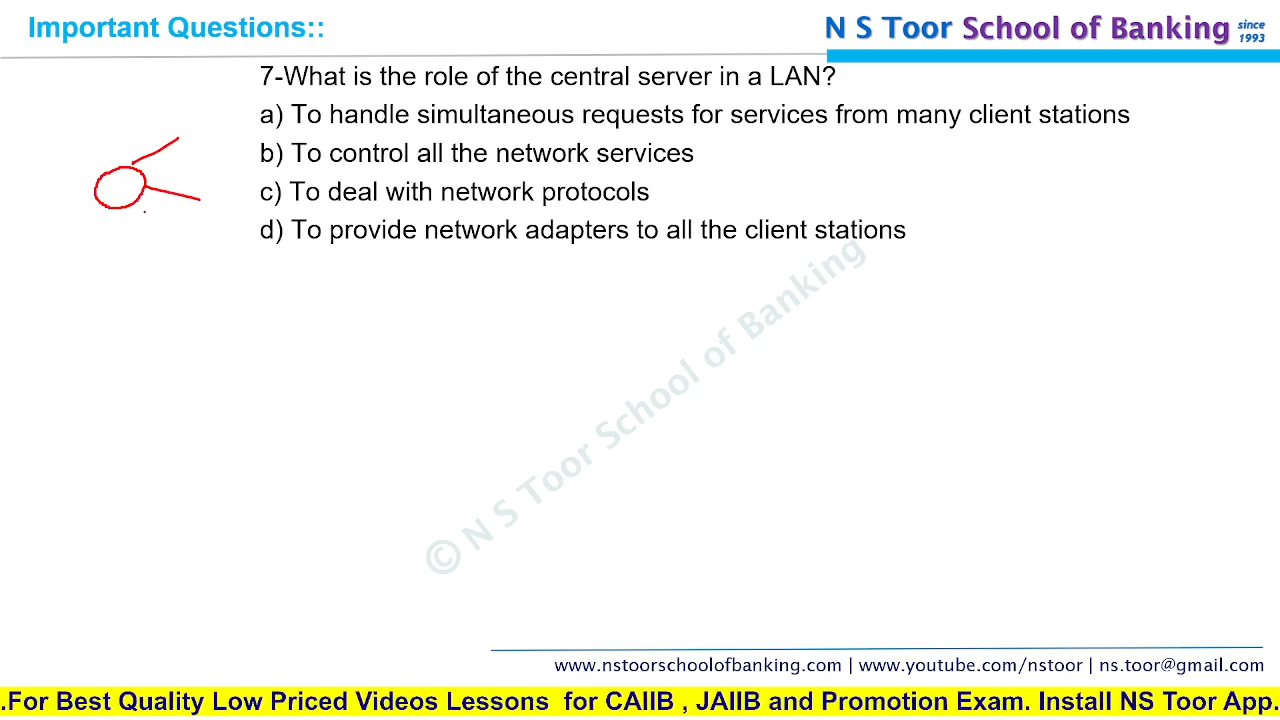 Important Questions::
N S Toor School of Banking since 1993
7-What is the role of the central server in a LAN?
a) To handle simultaneous requests for services from many client stations
b) To control all the network services
c) To deal with network protocols
d) To provide network adapters to all the client stations
© N S Toor School of Banking
www.nstoorschoolofbanking.com | www.youtube.com/nstoor | ns.toor@gmail.com
.For Best Quality Low Priced Videos Lessons for CAIIB , JAIIB and Promotion Exam. Install NS Toor App.